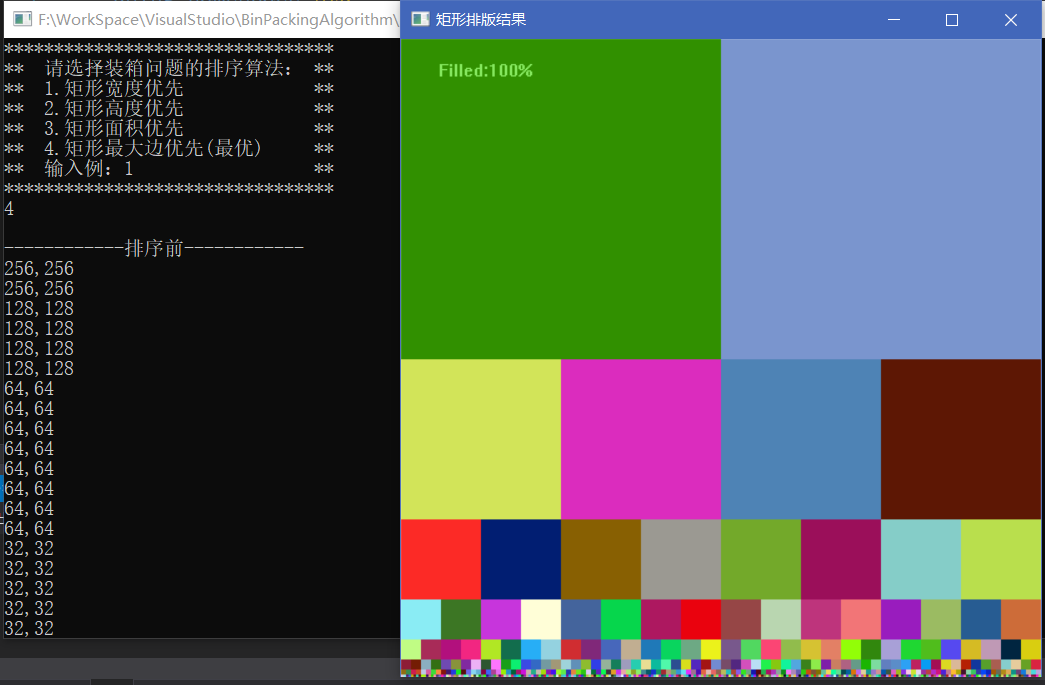 F:\WorkSpace\VisualStudio\BinPackingAlgorithm\
矩形排版结果
*********************************
**  请选择装箱问题的排序算法:  **
**  1.矩形宽度优先             **
**  2.矩形高度优先             **
**  3.矩形面积优先             **
**  4.矩形最大边优先(最优)     **
**  输入例: 1                  **
*********************************
4
------------排序前------------
256,256
256,256
128,128
128,128
128,128
128,128
64,64
64,64
64,64
64,64
64,64
64,64
64,64
64,64
32,32
32,32
32,32
32,32
32,32
Filled:100%